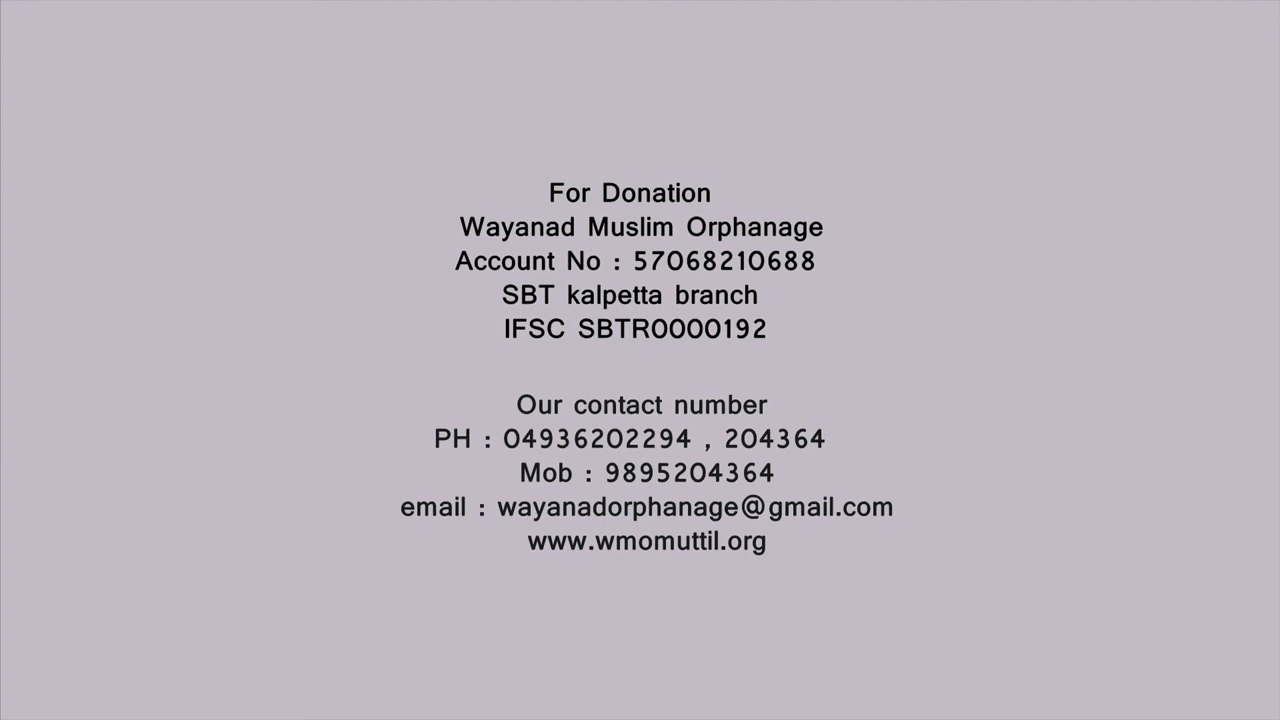 For Donation
Wayanad Muslim Orphanage
Account No : 57068210688
SBT kalpetta branch
IFSC SBTR0000192
Our contact number
PH : 04936202294 , 204364
Mob : 9895204364
email : wayanadorphanage@gmail.com
www.wmomuttil.org